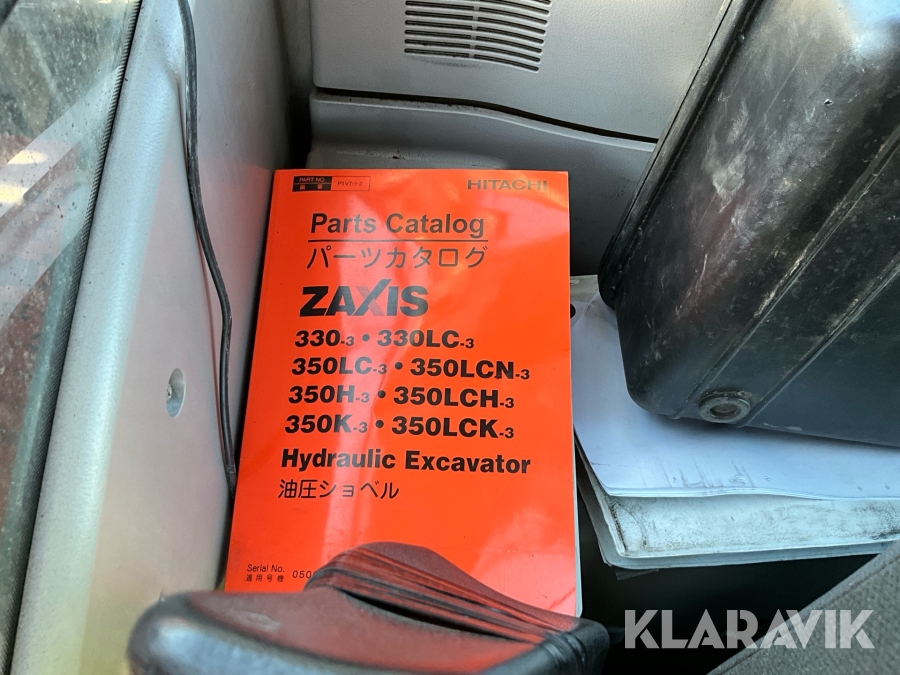 PART NO.
HITACHI
Parts Catalog
パーツカタログ
ZAXIS
330-3・330LC-3
350LC-3・350LCN-3
350H-3・350LCH-3
350K-3・350LCK-3
Hydraulic Excavator
油圧ショベル
Serial No.
適用号機 050
KLARAVIK